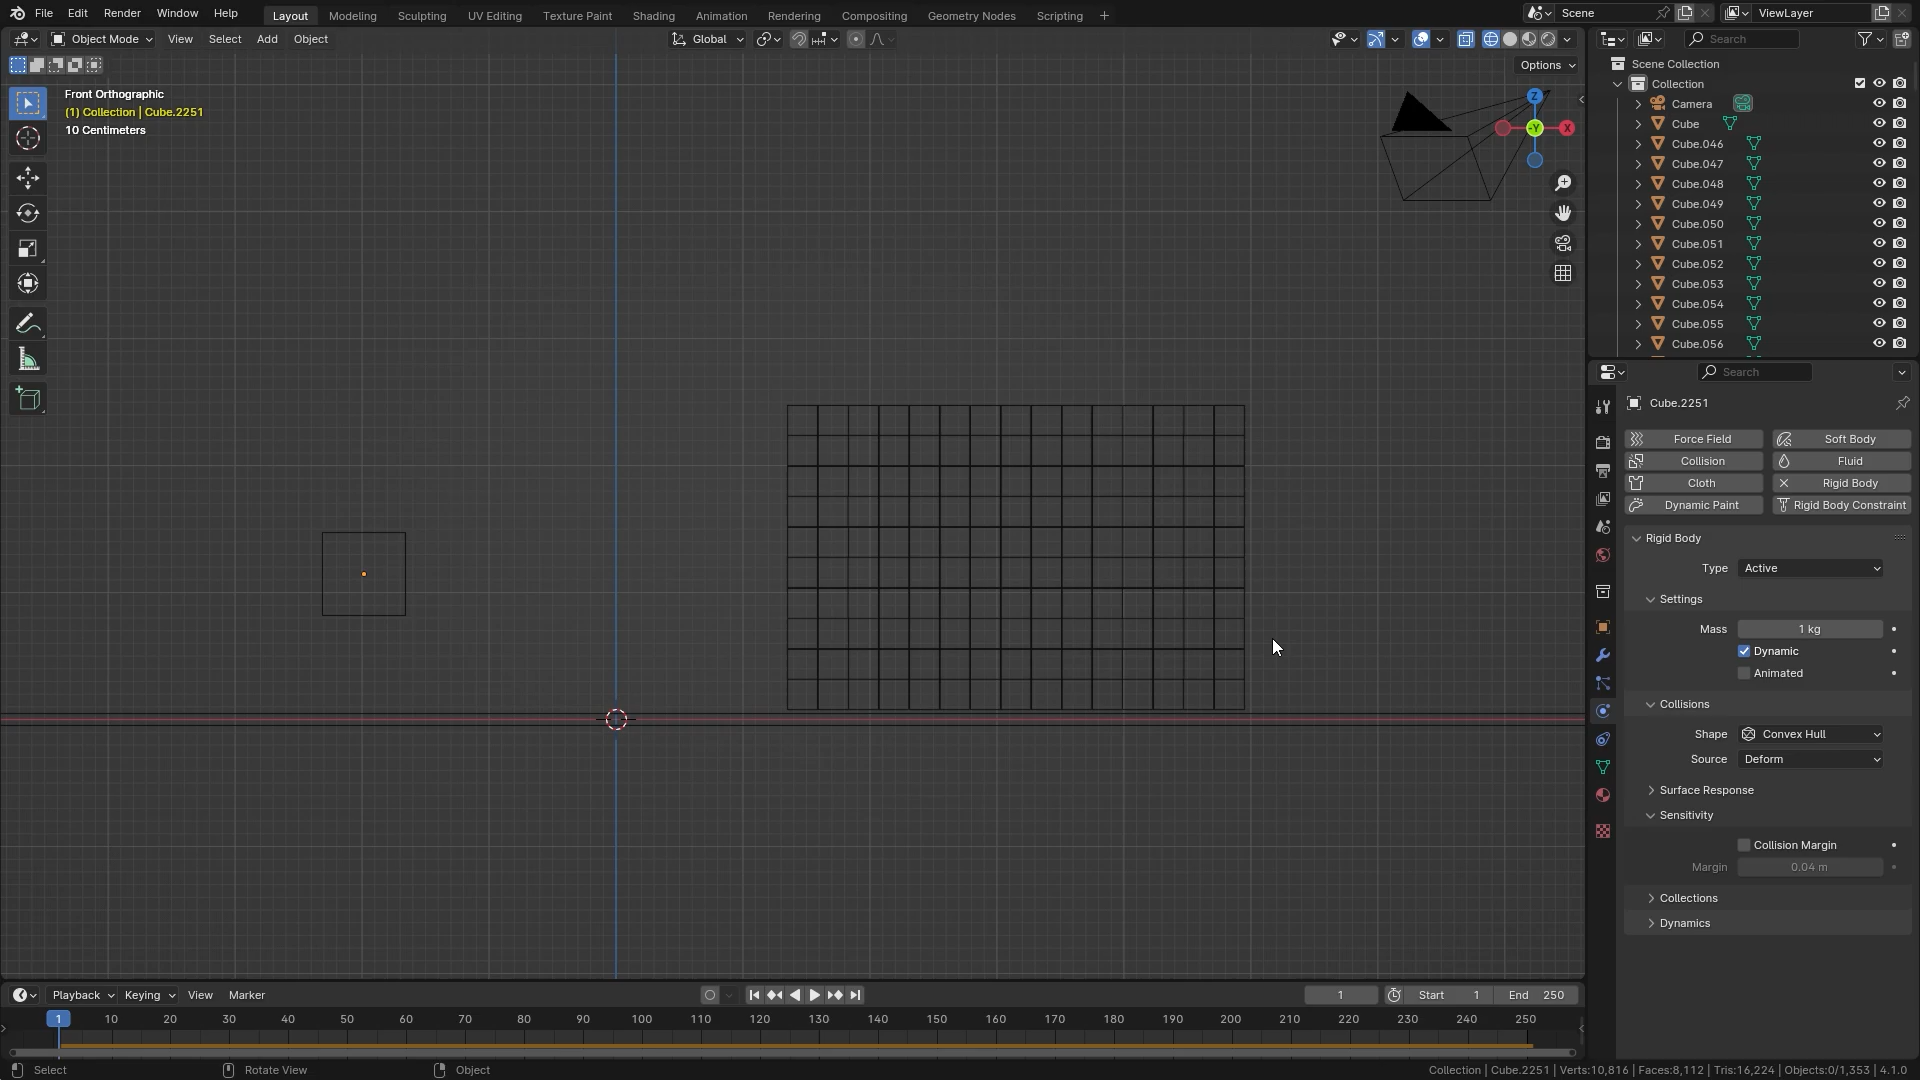 File Edit Render Window Help Layout Modeling Sculpting UV Editing Texture Paint Shading Animation Rendering Compositing Geometry Nodes Scripting + Scene ViewLayer
Object Mode View Select Add Object Global Search
Options
Front Orthographic
(1) Collection | Cube.2251
10 Centimeters
Z
-Y
X
Scene Collection
Collection
Camera
Cube
Cube.046
Cube.047
Cube.048
Cube.049
Cube.050
Cube.051
Cube.052
Cube.053
Cube.054
Cube.055
Cube.056
Search
Cube.2251
Force Field Soft Body
Collision Fluid
Cloth Rigid Body
Dynamic Paint Rigid Body Constraint
Rigid Body
Type Active
Settings
Mass 1 kg
Dynamic
Animated
Collisions
Shape Convex Hull
Source Deform
Surface Response
Sensitivity
Collision Margin
Margin 0.04 m
Collections
Dynamics
Playback Keying View Marker 1 Start 1 End 250
1 10 20 30 40 50 60 70 80 90 100 110 120 130 140 150 160 170 180 190 200 210 220 230 240 250
Select Rotate View Object Collection | Cube.2251 | Verts:10,816 | Faces:8,112 | Tris:16,224 | Objects:0/1,353 | 4.1.0